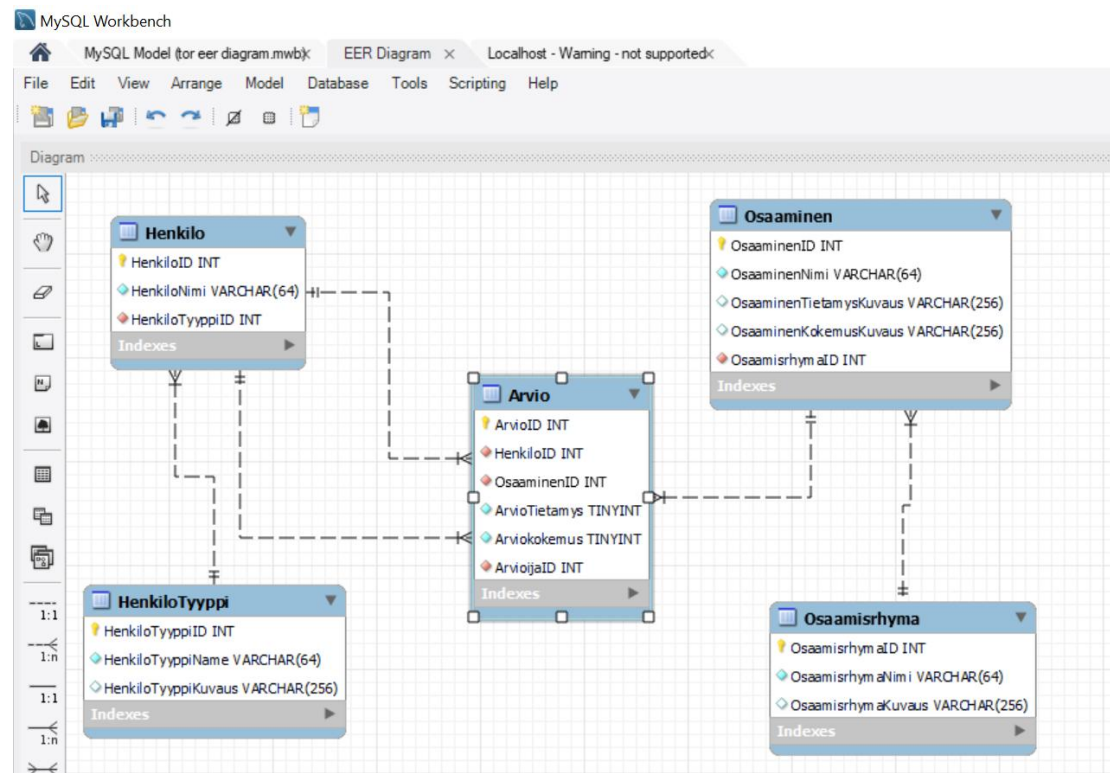 MySQL Workbench
MySQL Model (tor eer diagram.mwb)
EER Diagram
Localhost - Warning - not supported
File Edit View Arrange Model Database Tools Scripting Help
Diagram
Henkilo
HenkiloID INT
HenkiloNimi VARCHAR(64)
HenkiloTyyppiID INT
Indexes
Osaaminen
OsaaminenID INT
OsaaminenNimi VARCHAR(64)
OsaaminenTietamysKuvaus VARCHAR(256)
OsaaminenKokemusKuvaus VARCHAR(256)
OsaamisrhymaID INT
Indexes
Arvio
ArvioID INT
HenkiloID INT
OsaaminenID INT
ArvioTietamys TINYINT
Arviokokemus TINYINT
ArvioijaID INT
Indexes
HenkiloTyyppi
HenkiloTyyppiID INT
HenkiloTyyppiName VARCHAR(64)
HenkiloTyyppiKuvaus VARCHAR(256)
Indexes
Osaamisrhyma
OsaamisrhymaID INT
OsaamisrhymaNimi VARCHAR(64)
OsaamisrhymaKuvaus VARCHAR(256)
Indexes
1:1
1:n
1:1
1:n